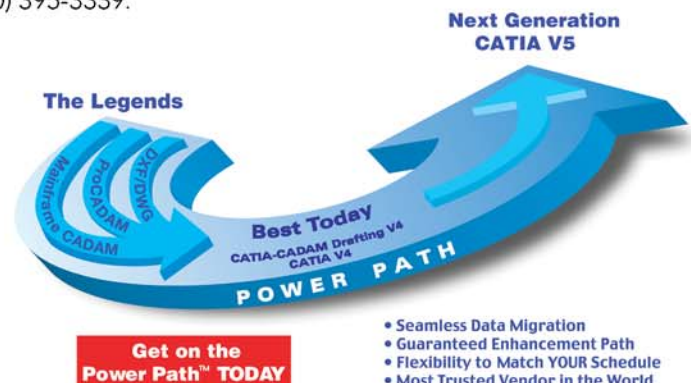 ) 395-3339.
Next Generation
CATIA V5
The Legends
Mainframe CADAM
ProCADAM
DXF/DWG
Best Today
CATIA-CADAM Drafting V4
CATIA V4
POWER PATH
Get on the
Power Path™ TODAY
• Seamless Data Migration
• Guaranteed Enhancement Path
• Flexibility to Match YOUR Schedule
• Most Trusted Vendor in the World